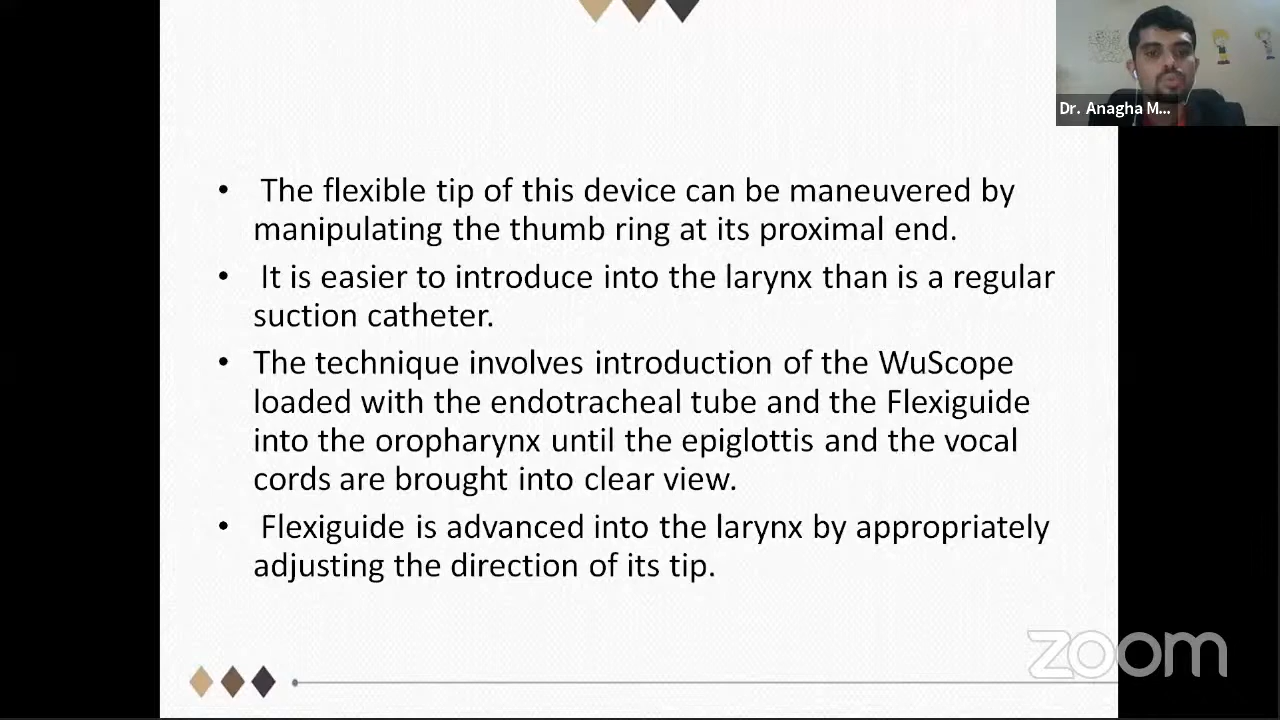 Dr. Anagha M...
• The flexible tip of this device can be maneuvered by
manipulating the thumb ring at its proximal end.
• It is easier to introduce into the larynx than is a regular
suction catheter.
• The technique involves introduction of the WuScope
loaded with the endotracheal tube and the Flexiguide
into the oropharynx until the epiglottis and the vocal
cords are brought into clear view.
• Flexiguide is advanced into the larynx by appropriately
adjusting the direction of its tip.
zoom